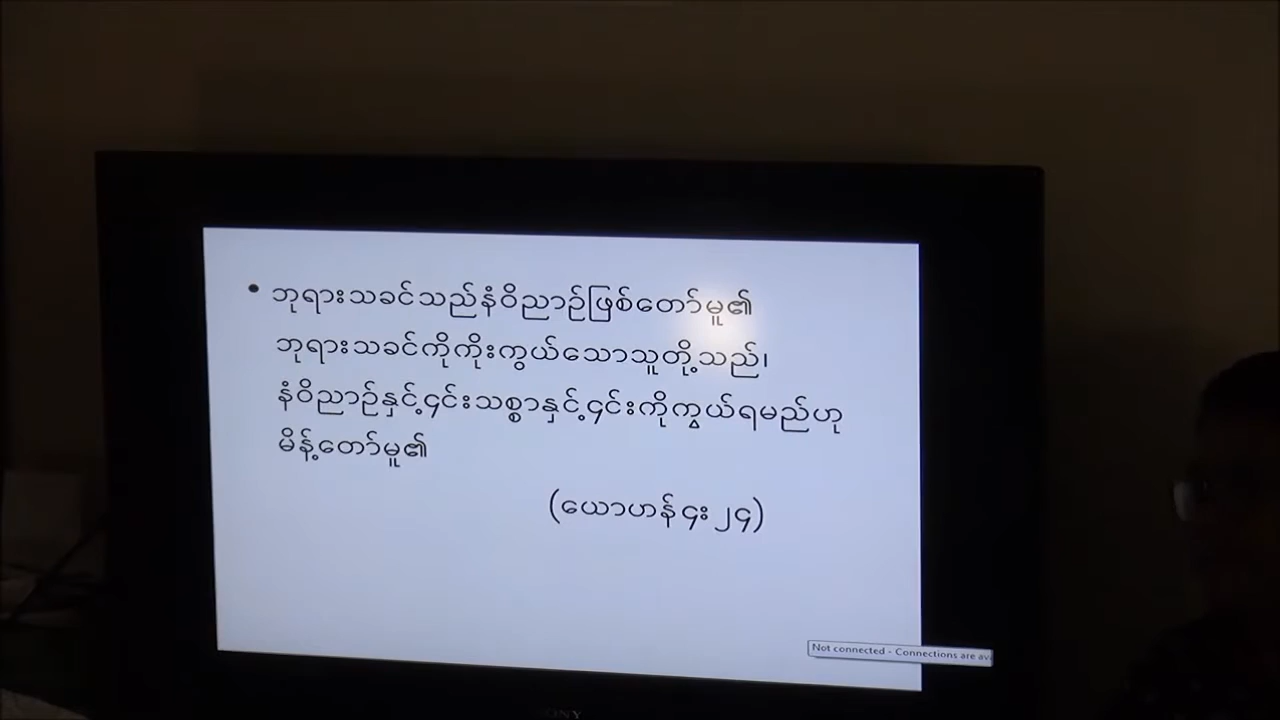 • ဘုရားသခင်သည်နံဝိညာဉ်ဖြစ်တော်မူ၏
ဘုရားသခင်ကိုကိုးကွယ်သောသူတို့သည်၊
နံဝိညာဉ်နှင့်၄င်းသစ္စာနှင့်၄င်းကိုကွယ်ရမည်ဟု
မိန့်တော်မူ၏
(ယောဟန်၄း၂၄)
Not connected - Connections are
SONY